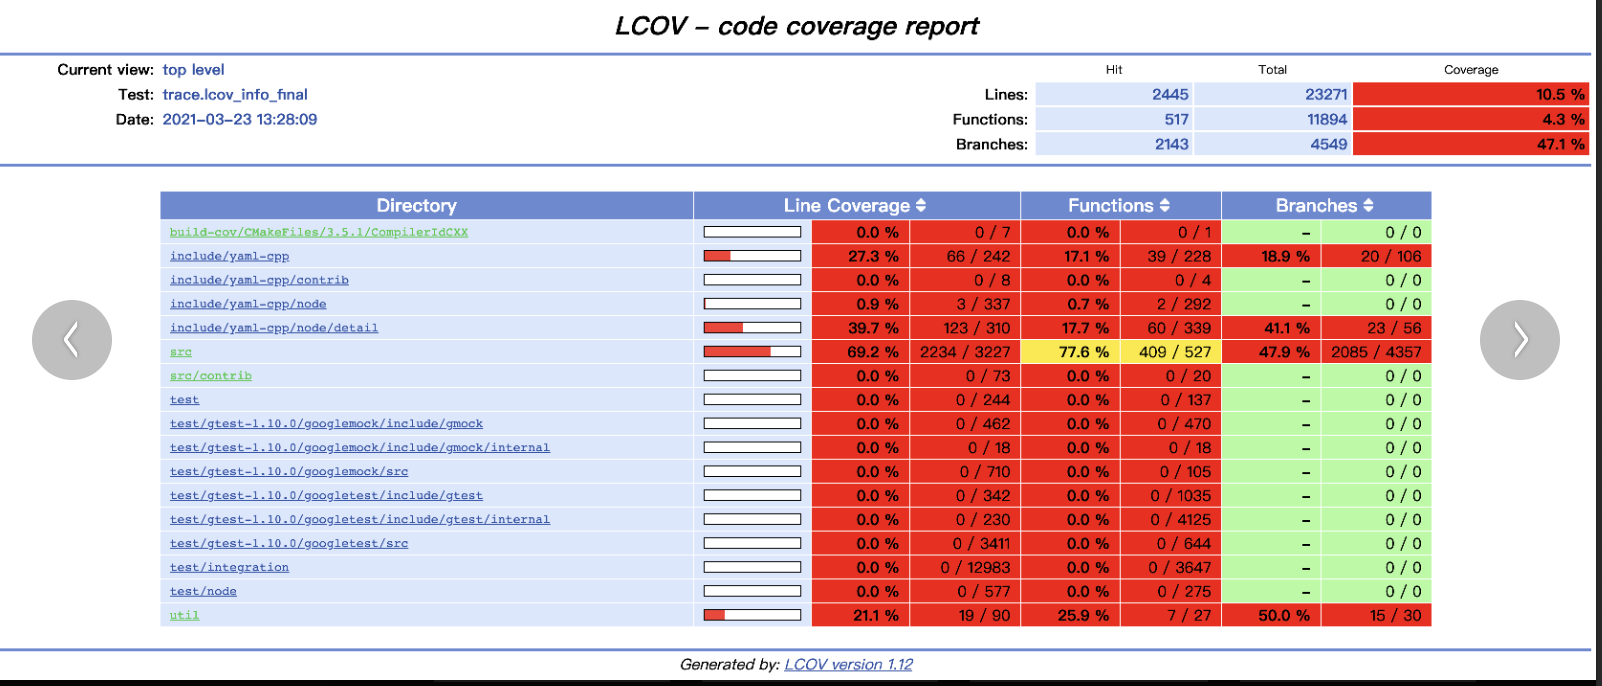 LCOV – code coverage report
Current view: top level Hit Total Coverage
Test: trace.lcov_info_final Lines: 2445 23271 10.5 %
Date: 2021-03-23 13:28:09 Functions: 517 11894 4.3 %
Branches: 2143 4549 47.1 %
Directory Line Coverage Functions Branches
build-cov/CMakeFiles/3.5.1/CompilerIdCXX 0.0 % 0 / 7 0.0 % 0 / 1 – 0 / 0
include/yaml-cpp 27.3 % 66 / 242 17.1 % 39 / 228 18.9 % 20 / 106
include/yaml-cpp/contrib 0.0 % 0 / 8 0.0 % 0 / 4 – 0 / 0
include/yaml-cpp/node 0.9 % 3 / 337 0.7 % 2 / 292 – 0 / 0
include/yaml-cpp/node/detail 39.7 % 123 / 310 17.7 % 60 / 339 41.1 % 23 / 56
src 69.2 % 2234 / 3227 77.6 % 409 / 527 47.9 % 2085 / 4357
src/contrib 0.0 % 0 / 73 0.0 % 0 / 20 – 0 / 0
test 0.0 % 0 / 244 0.0 % 0 / 137 – 0 / 0
test/gtest-1.10.0/googlemock/include/gmock 0.0 % 0 / 462 0.0 % 0 / 470 – 0 / 0
test/gtest-1.10.0/googlemock/include/gmock/internal 0.0 % 0 / 18 0.0 % 0 / 18 – 0 / 0
test/gtest-1.10.0/googlemock/src 0.0 % 0 / 710 0.0 % 0 / 105 – 0 / 0
test/gtest-1.10.0/googletest/include/gtest 0.0 % 0 / 342 0.0 % 0 / 1035 – 0 / 0
test/gtest-1.10.0/googletest/include/gtest/internal 0.0 % 0 / 230 0.0 % 0 / 4125 – 0 / 0
test/gtest-1.10.0/googletest/src 0.0 % 0 / 3411 0.0 % 0 / 644 – 0 / 0
test/integration 0.0 % 0 / 12983 0.0 % 0 / 3647 – 0 / 0
test/node 0.0 % 0 / 577 0.0 % 0 / 275 – 0 / 0
util 21.1 % 19 / 90 25.9 % 7 / 27 50.0 % 15 / 30
Generated by: LCOV version 1.12